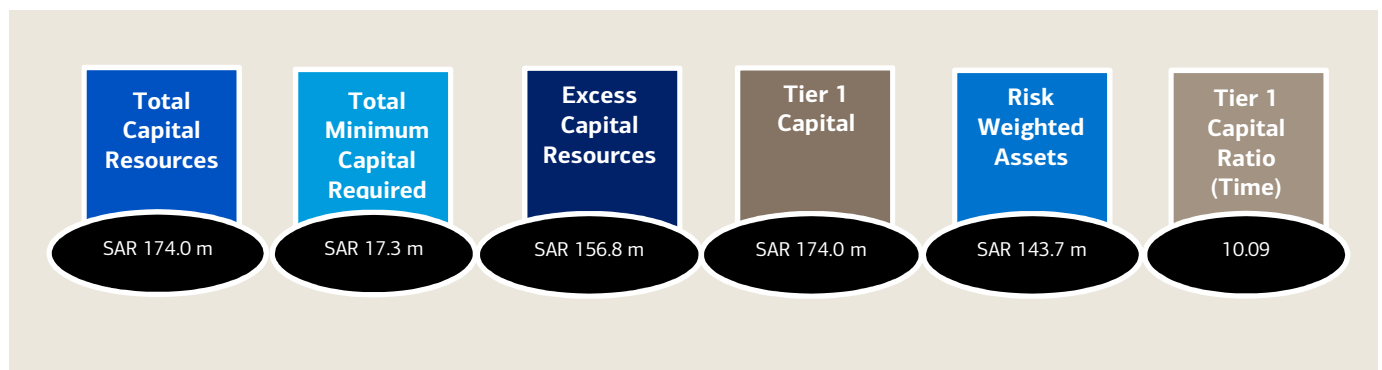 Total
Capital
Resources
Total
Minimum
Capital
Required
Excess
Capital
Resources
Tier 1
Capital
Risk
Weighted
Assets
Tier 1
Capital
Ratio
(Time)
SAR 174.0 m
SAR 17.3 m
SAR 156.8 m
SAR 174.0 m
SAR 143.7 m
10.09